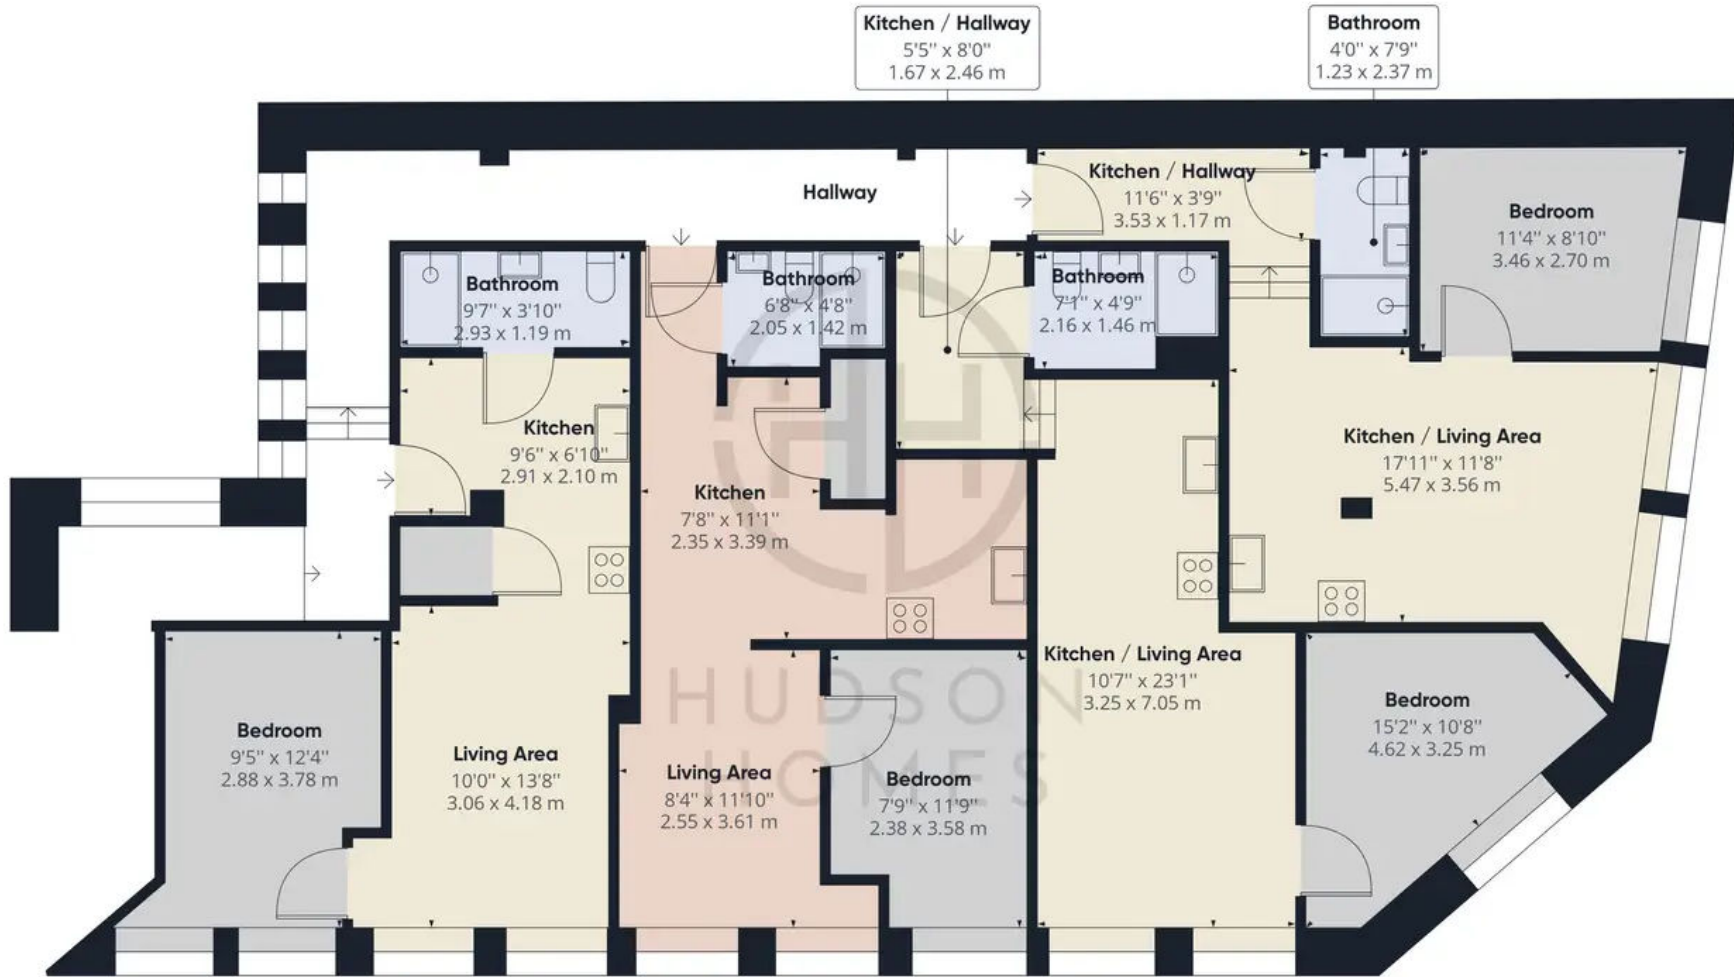 Kitchen / Hallway
5'5" x 8'0"
1.67 x 2.46 m
Bathroom
4'0" x 7'9"
1.23 x 2.37 m
Hallway
Kitchen / Hallway
11'6" x 3'9"
3.53 x 1.17 m
Bedroom
11'4" x 8'10"
3.46 x 2.70 m
Bathroom
9'7" x 3'10"
2.93 x 1.19 m
Bathroom
6'8" x 4'8"
2.05 x 1.42 m
Bathroom
7'1" x 4'9"
2.16 x 1.46 m
Kitchen
9'6" x 6'10"
2.91 x 2.10 m
Kitchen
7'8" x 11'1"
2.35 x 3.39 m
Kitchen / Living Area
17'11" x 11'8"
5.47 x 3.56 m
Kitchen / Living Area
10'7" x 23'1"
3.25 x 7.05 m
Bedroom
9'5" x 12'4"
2.88 x 3.78 m
Living Area
10'0" x 13'8"
3.06 x 4.18 m
Living Area
8'4" x 11'10"
2.55 x 3.61 m
Bedroom
7'9" x 11'9"
2.38 x 3.58 m
Bedroom
15'2" x 10'8"
4.62 x 3.25 m
HUDSON
HOMES